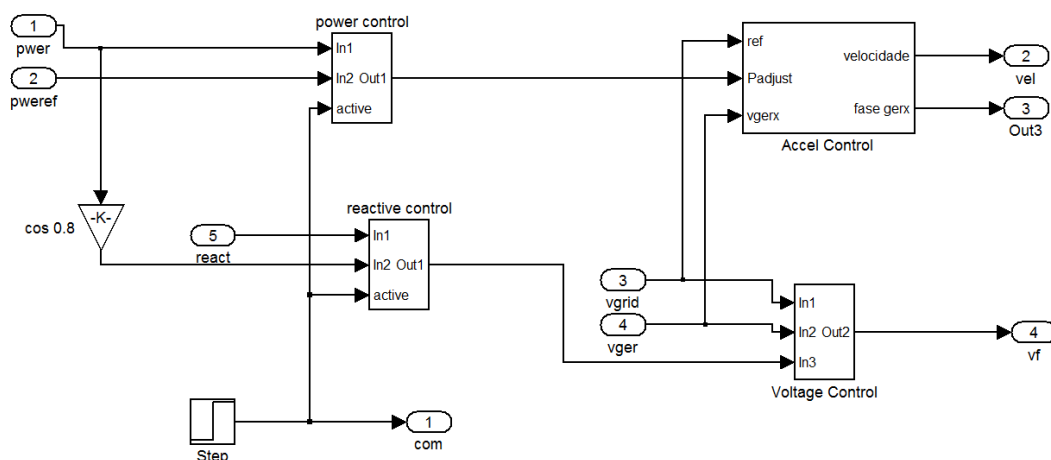 power control
1
pwer
In1
2
pweref
In2 Out1
active
ref
velocidade
2
vel
Padjust
fase gerx
3
Out3
vgerx
Accel Control
-K-
cos 0.8
reactive control
5
react
In1
In2 Out1
active
3
vgrid
4
vger
In1
In2 Out2
In3
Voltage Control
4
vf
Step
1
com